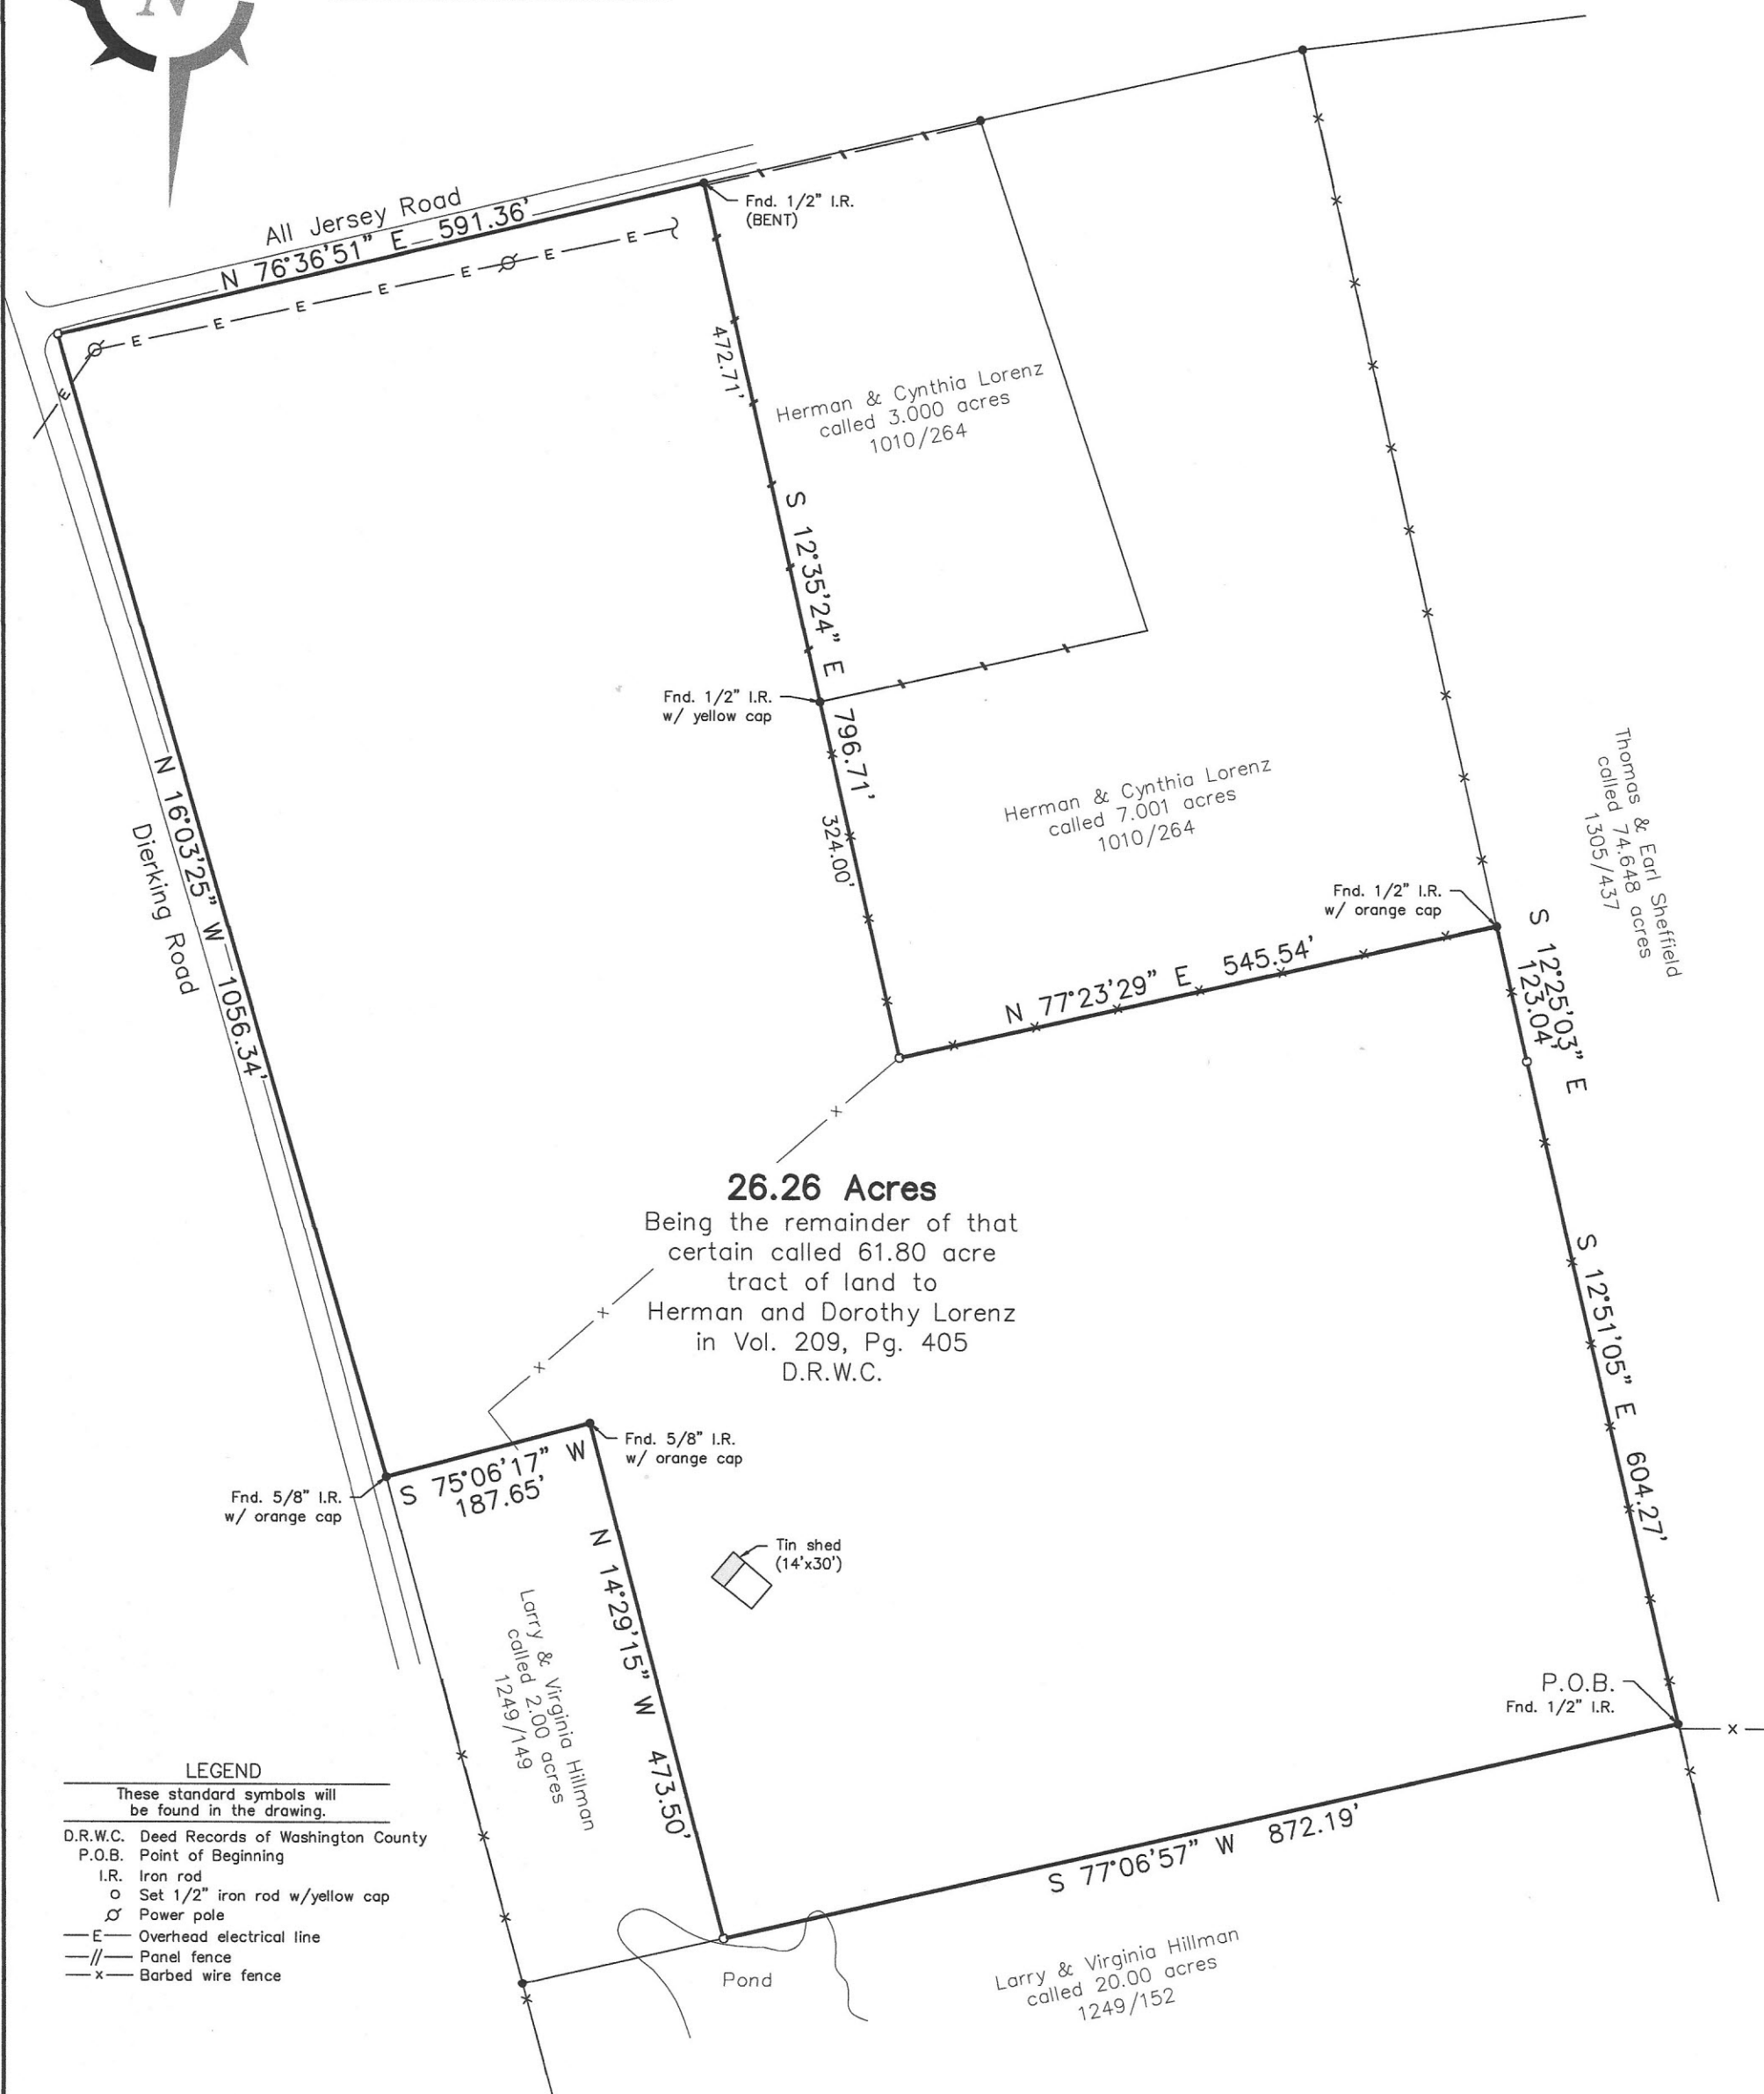 N
All Jersey Road
N 76°36'51" E 591.36'
Fnd. 1/2" I.R.
(BENT)
E E E E E E E
E
472.71'
Herman & Cynthia Lorenz
called 3.000 acres
1010/264
S 12°35'24" E 796.71'
Fnd. 1/2" I.R.
w/ yellow cap
324.00'
Herman & Cynthia Lorenz
called 7.001 acres
1010/264
Thomas & Earl Sheffield
called 74.648 acres
1305/437
N 16°03'25" W 1056.34'
Dierking Road
Fnd. 1/2" I.R.
w/ orange cap
N 77°23'29" E 545.54'
S 12°25'03" E
123.04'
26.26 Acres
Being the remainder of that
certain called 61.80 acre
tract of land to
Herman and Dorothy Lorenz
in Vol. 209, Pg. 405
D.R.W.C.
S 12°51'05" E 604.27'
Fnd. 5/8" I.R.
w/ orange cap
S 75°06'17" W
187.65'
Fnd. 5/8" I.R.
w/ orange cap
Tin shed
(14'x30')
N 14°29'15" W 473.50'
Larry & Virginia Hillman
called 2.00 acres
1249/149
P.O.B.
Fnd. 1/2" I.R.
S 77°06'57" W 872.19'
Pond
Larry & Virginia Hillman
called 20.00 acres
1249/152
LEGEND
These standard symbols will
be found in the drawing.
D.R.W.C. Deed Records of Washington County
P.O.B. Point of Beginning
I.R. Iron rod
o Set 1/2" iron rod w/yellow cap
Power pole
E Overhead electrical line
// Panel fence
x Barbed wire fence